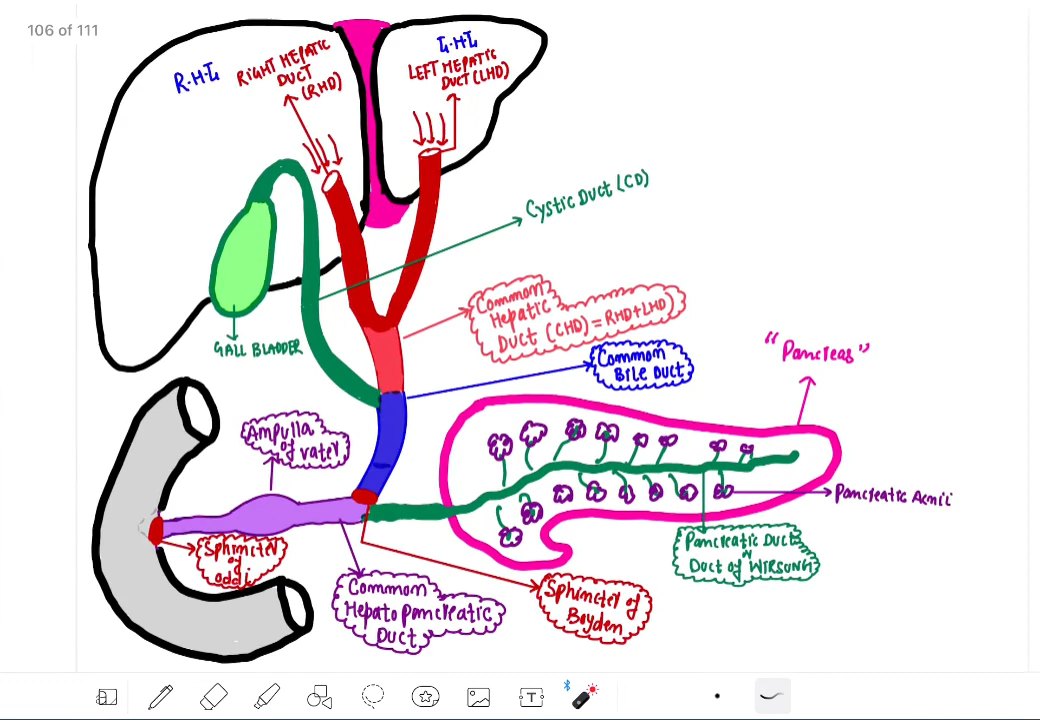 106 of 111
R.H.L
RIGHT HEPATIC
DUCT
(RHD)
L.H.L
LEFT HEPATIC
DUCT (LHD)
CYSTIC DUCT (CD)
Common
Hepatic
DUCT (CHD) = RHD+LHD
GALL BLADDER
Common
BILE DUCT
"Pancreas"
Ampulla
of vater
Pancreatic Acinii
Sphincter
of
oddi
Pancreatic Duct
Duct of WIRSUNG
Common
Hepato pancreatic
DUCT
Sphincter of
Boyden
T